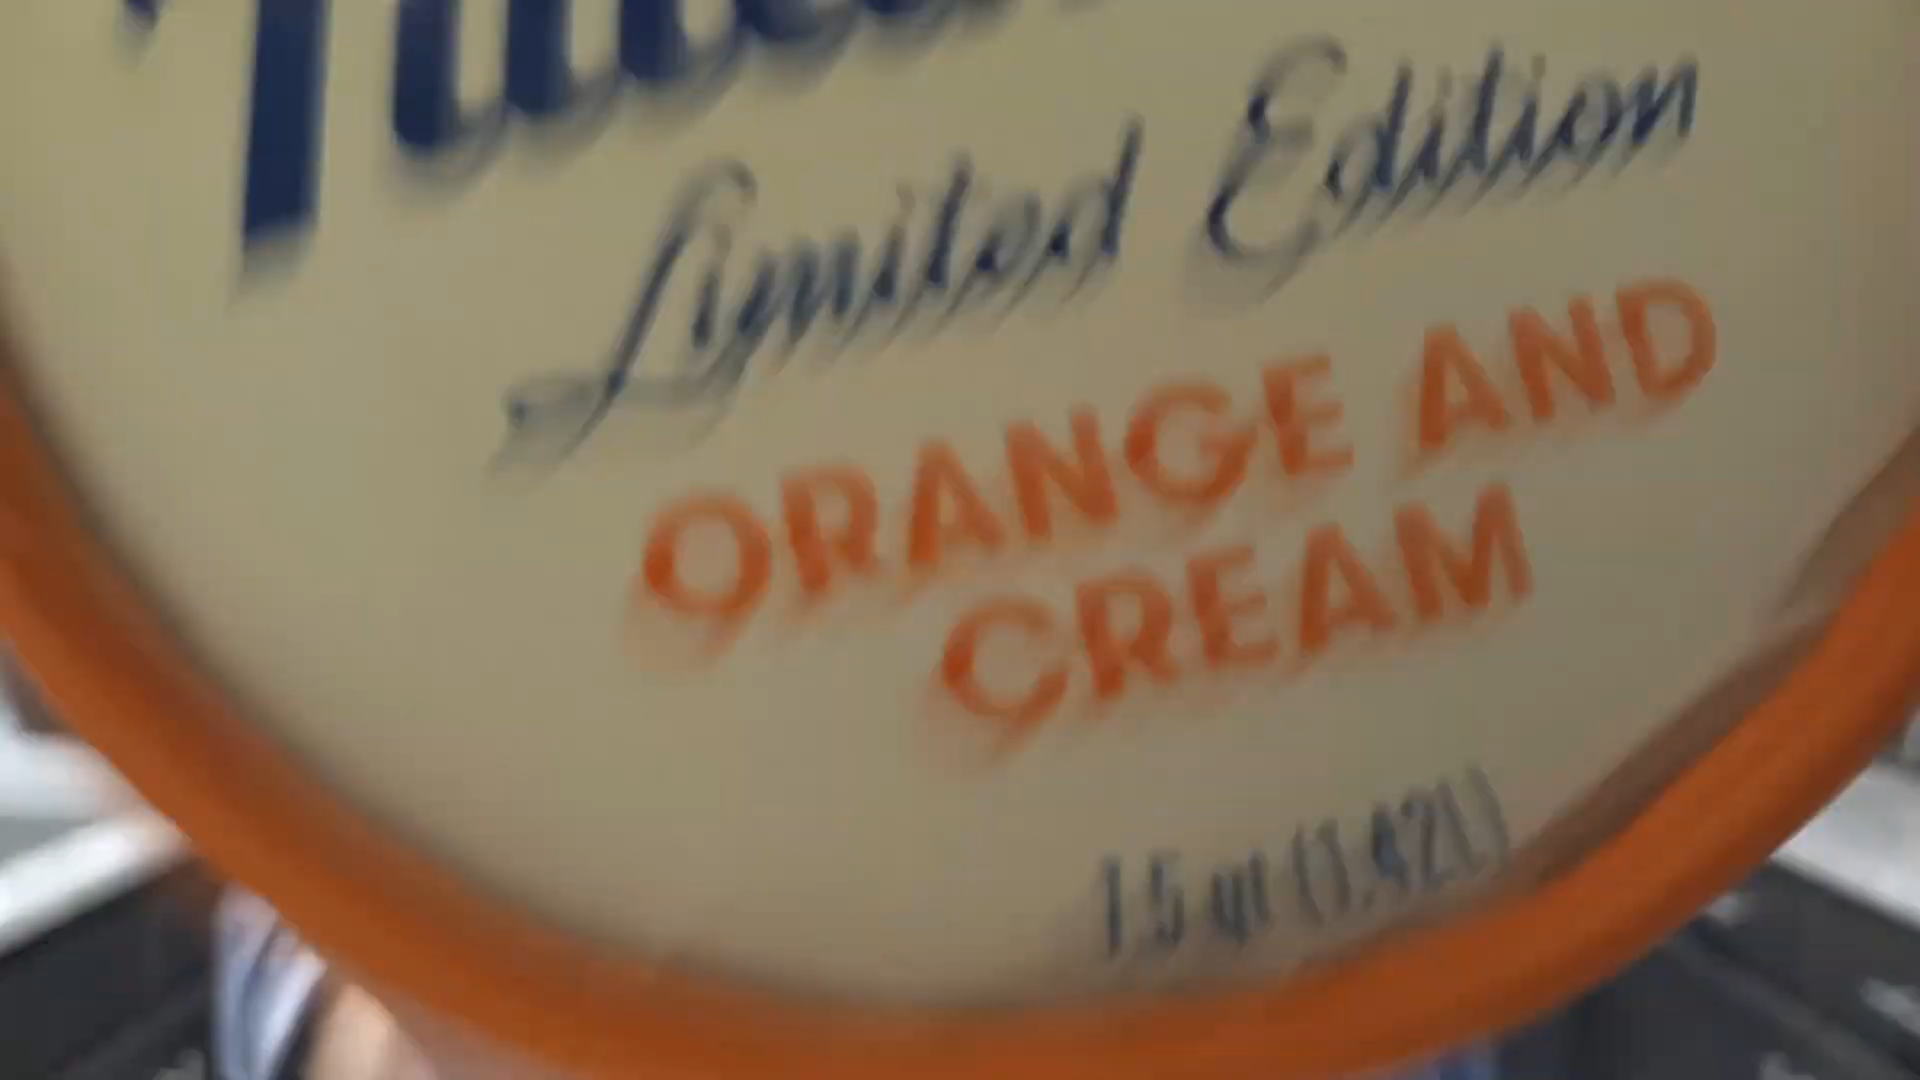 Limited Edition
ORANGE AND
CREAM
1.5 qt (1.42L)